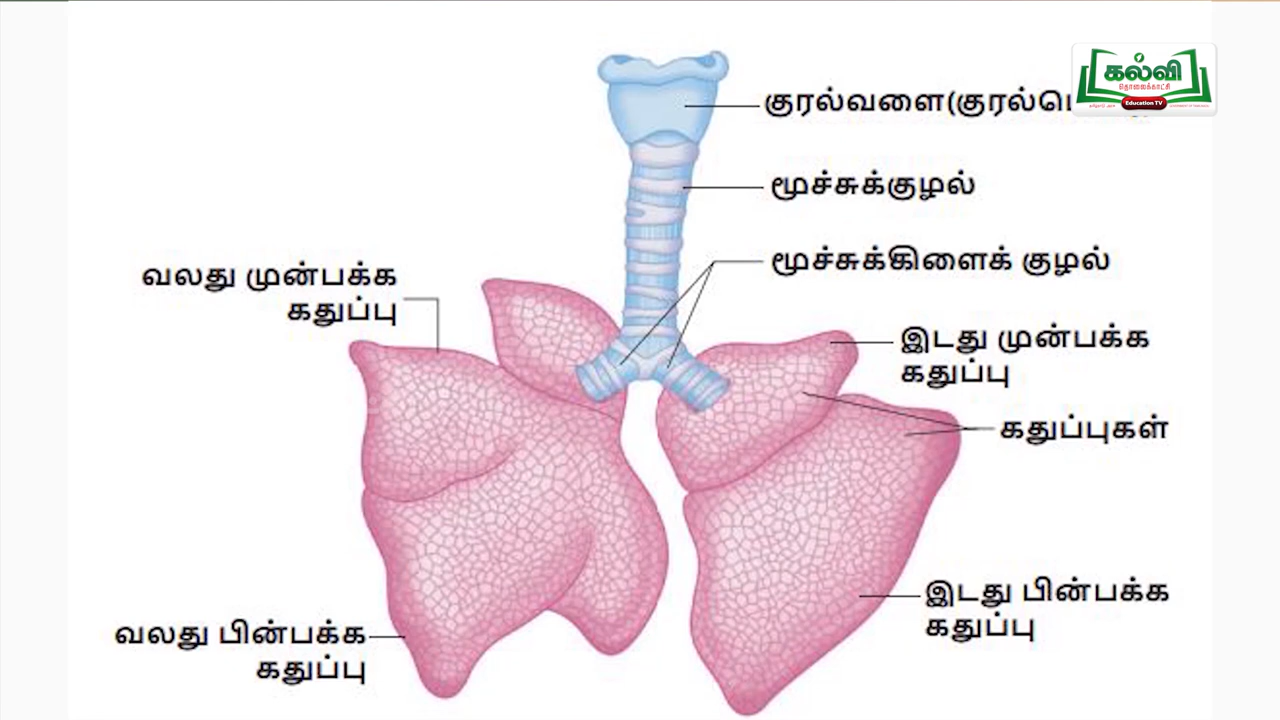 கல்வி
தொலைக்காட்சி
Education TV
குரல்வளை
மூச்சுக்குழல்
மூச்சுக்கிளைக் குழல்
வலது முன்பக்க
கதுப்பு
இடது முன்பக்க
கதுப்பு
கதுப்புகள்
இடது பின்பக்க
கதுப்பு
வலது பின்பக்க
கதுப்பு